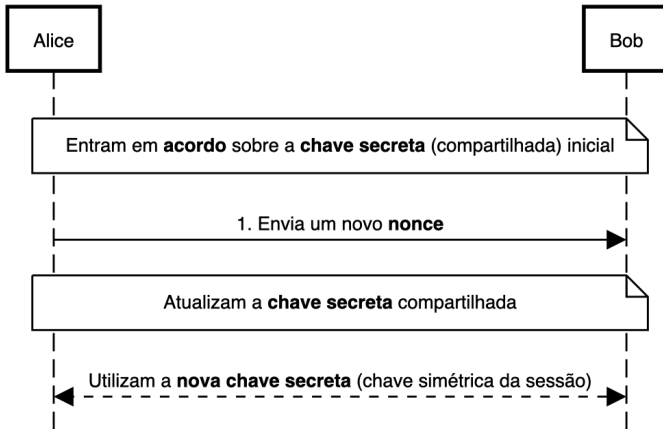 Alice
Bob
Entram em acordo sobre a chave secreta (compartilhada) inicial
1. Envia um novo nonce
Atualizam a chave secreta compartilhada
Utilizam a nova chave secreta (chave simétrica da sessão)